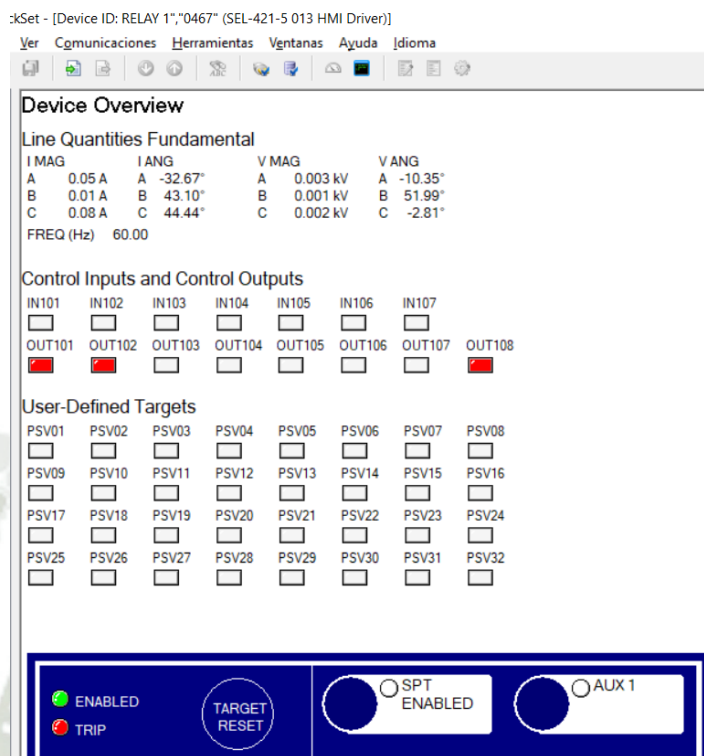 ckSet - [Device ID: RELAY 1","0467" (SEL-421-5 013 HMI Driver)]
Ver Comunicaciones Herramientas Ventanas Ayuda Idioma
Device Overview
Line Quantities Fundamental
I MAG I ANG V MAG V ANG
A 0.05 A A -32.67° A 0.003 kV A -10.35°
B 0.01 A B 43.10° B 0.001 kV B 51.99°
C 0.08 A C 44.44° C 0.002 kV C -2.81°
FREQ (Hz) 60.00
Control Inputs and Control Outputs
IN101 IN102 IN103 IN104 IN105 IN106 IN107
OUT101 OUT102 OUT103 OUT104 OUT105 OUT106 OUT107 OUT108
User-Defined Targets
PSV01 PSV02 PSV03 PSV04 PSV05 PSV06 PSV07 PSV08
PSV09 PSV10 PSV11 PSV12 PSV13 PSV14 PSV15 PSV16
PSV17 PSV18 PSV19 PSV20 PSV21 PSV22 PSV23 PSV24
PSV25 PSV26 PSV27 PSV28 PSV29 PSV30 PSV31 PSV32
ENABLED
TRIP
TARGET
RESET
SPT
ENABLED
AUX 1